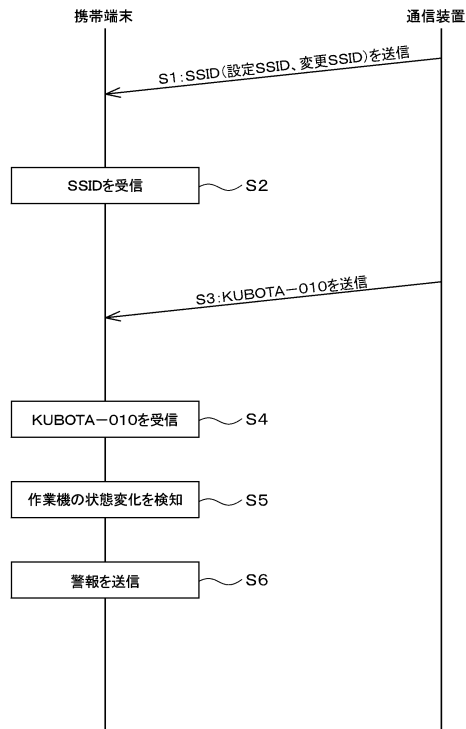 携帯端末
通信装置
S1:SSID(設定SSID、変更SSID)を送信
SSIDを受信
S2
S3:KUBOTA-010を送信
KUBOTA-010を受信
S4
作業機の状態変化を検知
S5
警報を送信
S6